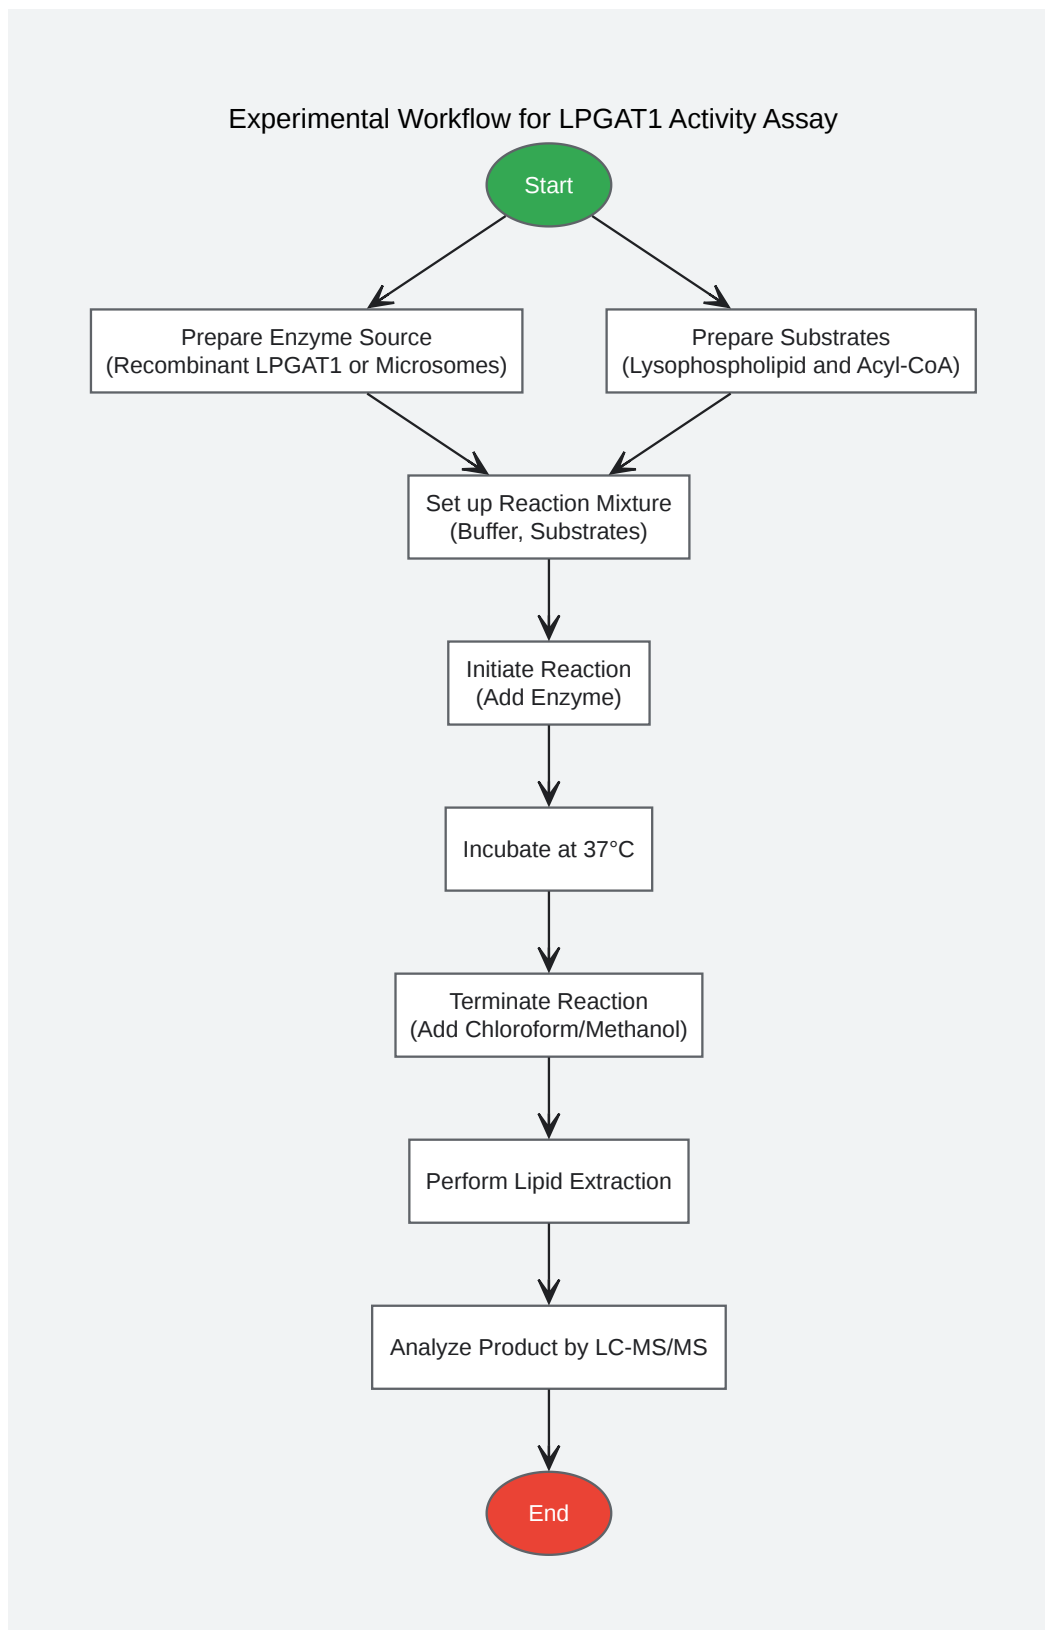 Experimental Workflow for LPGAT1 Activity Assay
Start
Prepare Enzyme Source
(Recombinant LPGAT1 or Microsomes)
Prepare Substrates
(Lysophospholipid and Acyl-CoA)
Set up Reaction Mixture
(Buffer, Substrates)
Initiate Reaction
(Add Enzyme)
Incubate at 37°C
Terminate Reaction
(Add Chloroform/Methanol)
Perform Lipid Extraction
Analyze Product by LC-MS/MS
End